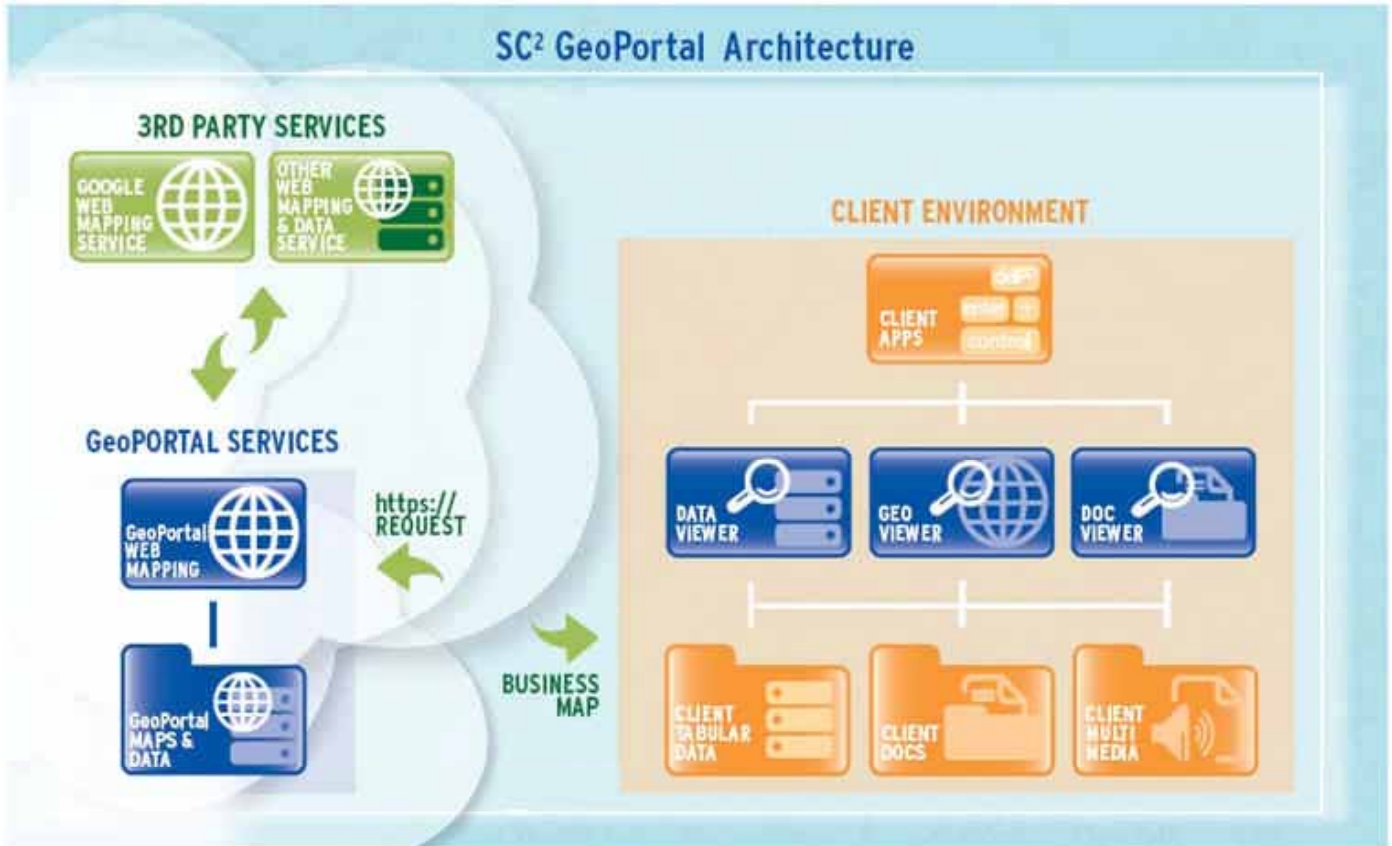 SC² GeoPortal Architecture
3RD PARTY SERVICES
GOOGLE
WEB
MAPPING
SERVICE
OTHER
WEB
MAPPING
& DATA
SERVICE
GeoPORTAL SERVICES
GeoPortal
WEB
MAPPING
GeoPortal
MAPS &
DATA
https://
REQUEST
BUSINESS
MAP
CLIENT ENVIRONMENT
CLIENT
APPS
control
DATA
VIEWER
GEO
VIEWER
DOC
VIEWER
CLIENT
TABULAR
DATA
CLIENT
DOCS
CLIENT
MULTI
MEDIA